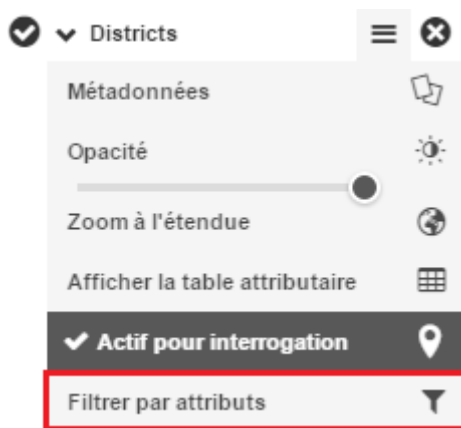 Districts
Métadonnées
Opacité
Zoom à l'étendue
Afficher la table attributaire
Actif pour interrogation
Filtrer par attributs